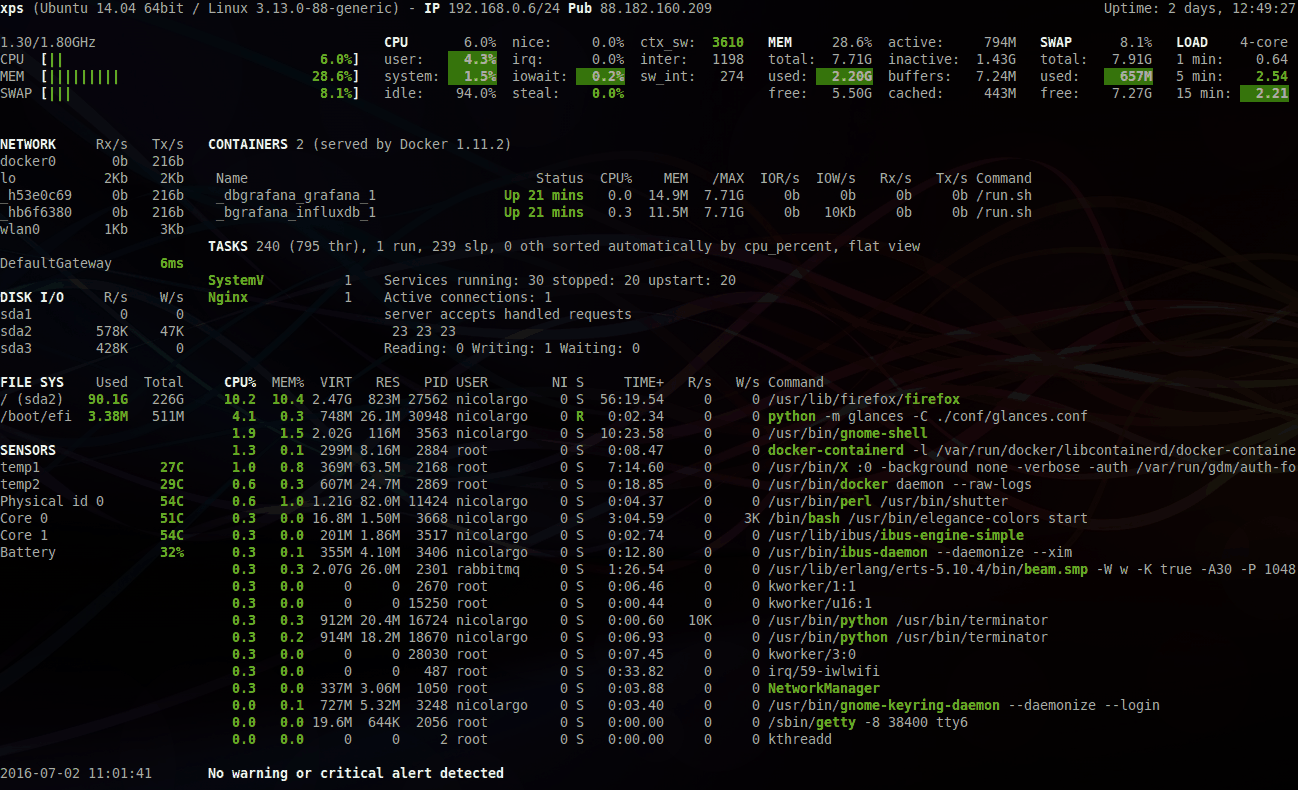 xps (Ubuntu 14.04 64bit / Linux 3.13.0-88-generic) - IP 192.168.0.6/24 Pub 88.182.160.209 Uptime: 2 days, 12:49:27
1.30/1.80GHz CPU 6.0% nice: 0.0% ctx_sw: 3610 MEM 28.6% active: 794M SWAP 8.1% LOAD 4-core
CPU [|| 6.0%] user: 4.3% irq: 0.0% inter: 1198 total: 7.71G inactive: 1.43G total: 7.91G 1 min: 0.64
MEM [||||||||| 28.6%] system: 1.5% iowait: 0.2% sw_int: 274 used: 2.20G buffers: 7.24M used: 657M 5 min: 2.54
SWAP [||| 8.1%] idle: 94.0% steal: 0.0% free: 5.50G cached: 443M free: 7.27G 15 min: 2.21
NETWORK Rx/s Tx/s CONTAINERS 2 (served by Docker 1.11.2)
docker0 0b 216b
lo 2Kb 2Kb Name Status CPU% MEM /MAX IOR/s IOW/s Rx/s Tx/s Command
_h53e0c69 0b 216b _dbgrafana_grafana_1 Up 21 mins 0.0 14.9M 7.71G 0b 0b 0b 0b /run.sh
_hb6f6380 0b 216b _bgrafana_influxdb_1 Up 21 mins 0.3 11.5M 7.71G 0b 10Kb 0b 0b /run.sh
wlan0 1Kb 3Kb
TASKS 240 (795 thr), 1 run, 239 slp, 0 oth sorted automatically by cpu_percent, flat view
DefaultGateway 6ms
SystemV 1 Services running: 30 stopped: 20 upstart: 20
DISK I/O R/s W/s Nginx 1 Active connections: 1
sda1 0 0 server accepts handled requests
sda2 578K 47K 23 23 23
sda3 428K 0 Reading: 0 Writing: 1 Waiting: 0
FILE SYS Used Total CPU% MEM% VIRT RES PID USER NI S TIME+ R/s W/s Command
/ (sda2) 90.1G 226G 10.2 10.4 2.47G 823M 27562 nicolargo 0 S 56:19.54 0 0 /usr/lib/firefox/firefox
/boot/efi 3.38M 511M 4.1 0.3 748M 26.1M 30948 nicolargo 0 R 0:02.34 0 0 python -m glances -C ./conf/glances.conf
1.9 1.5 2.02G 116M 3563 nicolargo 0 S 10:23.58 0 0 /usr/bin/gnome-shell
SENSORS 1.3 0.1 299M 8.16M 2884 root 0 S 0:08.47 0 0 docker-containerd -l /var/run/docker/libcontainerd/docker-containe
temp1 27C 1.0 0.8 369M 63.5M 2168 root 0 S 7:14.60 0 0 /usr/bin/X :0 -background none -verbose -auth /var/run/gdm/auth-fo
temp2 29C 0.6 0.3 607M 24.7M 2869 root 0 S 0:18.85 0 0 /usr/bin/docker daemon --raw-logs
Physical id 0 54C 0.6 1.0 1.21G 82.0M 11424 nicolargo 0 S 0:04.37 0 0 /usr/bin/perl /usr/bin/shutter
Core 0 51C 0.3 0.0 16.8M 1.50M 3668 nicolargo 0 S 3:04.59 0 3K /bin/bash /usr/bin/elegance-colors start
Core 1 54C 0.3 0.0 201M 1.86M 3517 nicolargo 0 S 0:02.74 0 0 /usr/lib/ibus/ibus-engine-simple
Battery 32% 0.3 0.1 355M 4.10M 3406 nicolargo 0 S 0:12.80 0 0 /usr/bin/ibus-daemon --daemonize --xim
0.3 0.3 2.07G 26.0M 2301 rabbitmq 0 S 1:26.54 0 0 /usr/lib/erlang/erts-5.10.4/bin/beam.smp -W w -K true -A30 -P 1048
0.3 0.0 0 0 2670 root 0 S 0:06.46 0 0 kworker/1:1
0.3 0.0 0 0 15250 root 0 S 0:00.44 0 0 kworker/u16:1
0.3 0.3 912M 20.4M 16724 nicolargo 0 S 0:00.60 10K 0 /usr/bin/python /usr/bin/terminator
0.3 0.2 914M 18.2M 18670 nicolargo 0 S 0:06.93 0 0 /usr/bin/python /usr/bin/terminator
0.3 0.0 0 0 28030 root 0 S 0:07.45 0 0 kworker/3:0
0.3 0.0 0 0 487 root 0 S 0:33.82 0 0 irq/59-iwlwifi
0.3 0.0 337M 3.06M 1050 root 0 S 0:03.88 0 0 NetworkManager
0.0 0.1 727M 5.32M 3248 nicolargo 0 S 0:03.40 0 0 /usr/bin/gnome-keyring-daemon --daemonize --login
0.0 0.0 19.6M 644K 2056 root 0 S 0:00.00 0 0 /sbin/getty -8 38400 tty6
0.0 0.0 0 0 2 root 0 S 0:00.00 0 0 kthreadd
2016-07-02 11:01:41 No warning or critical alert detected